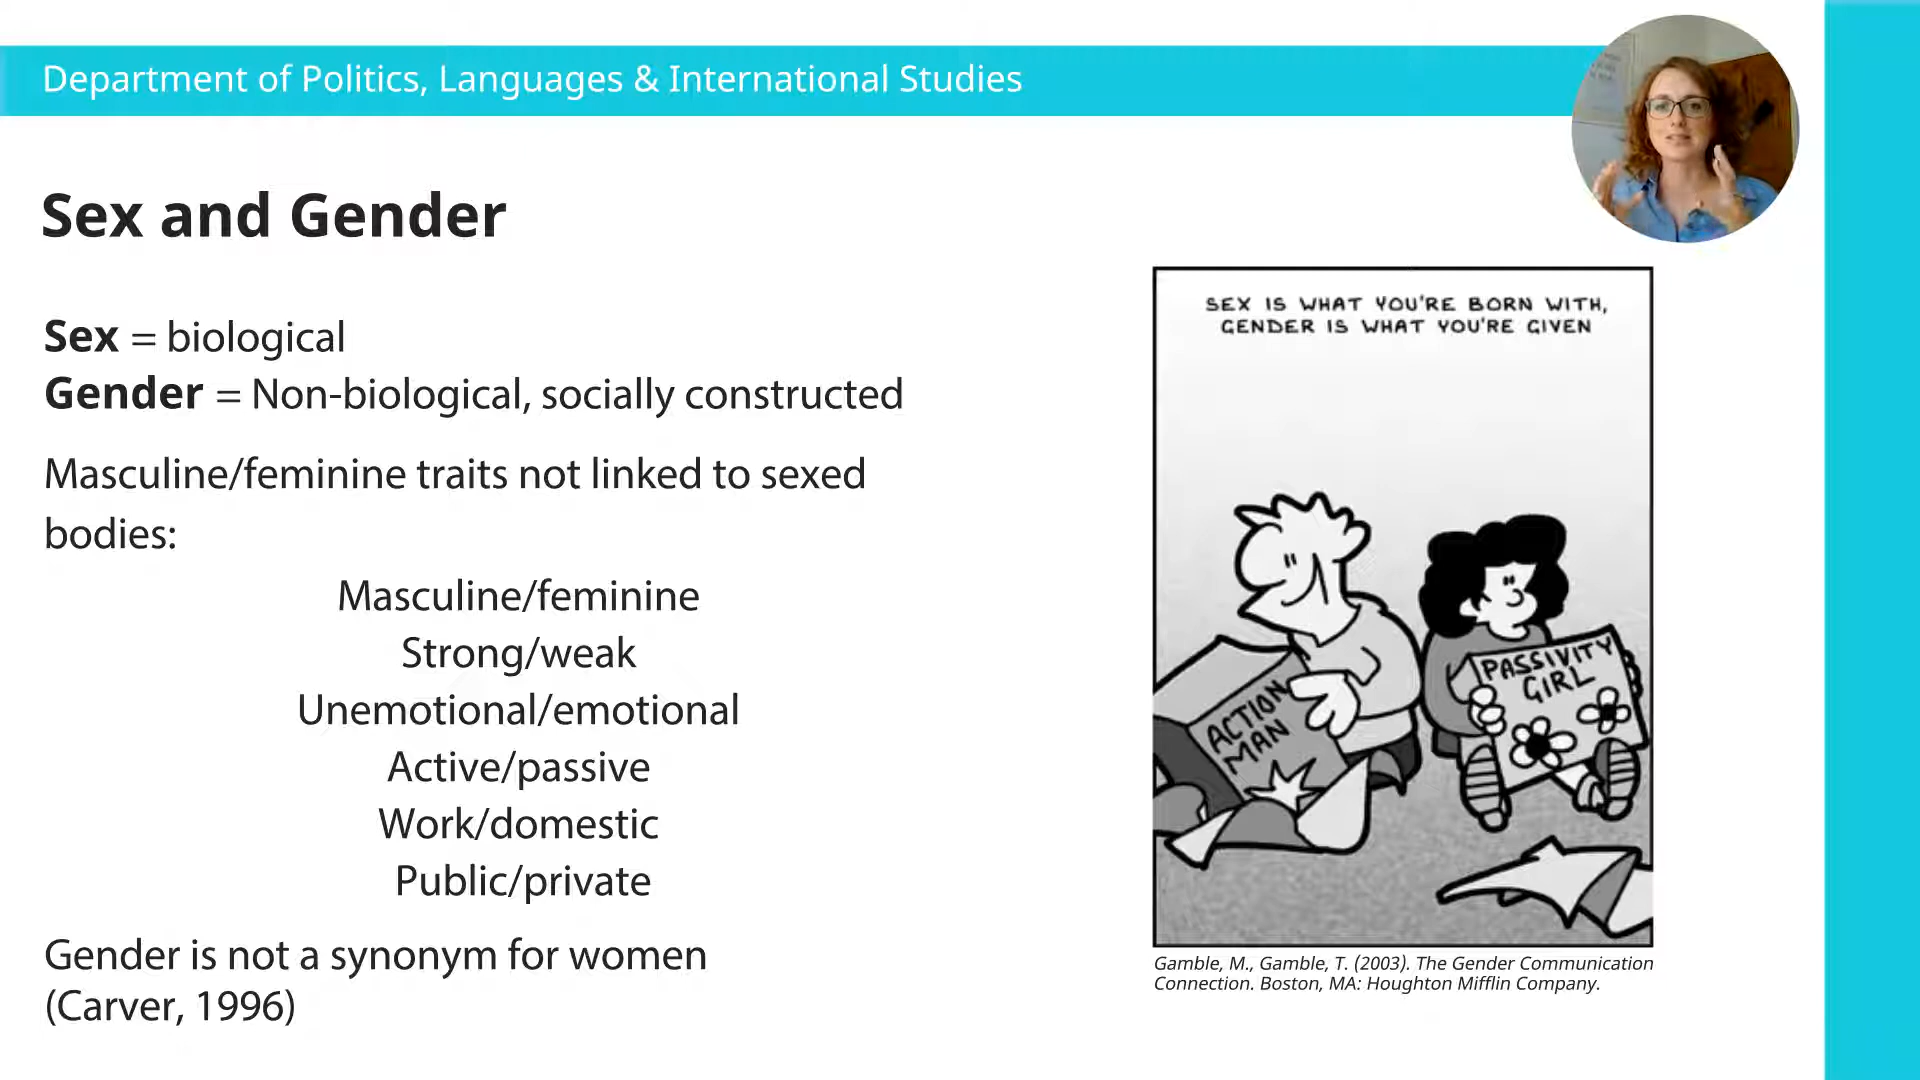 Department of Politics, Languages & International Studies
Sex and Gender
Sex = biological
Gender = Non-biological, socially constructed
Masculine/feminine traits not linked to sexed
bodies:
Masculine/feminine
Strong/weak
Unemotional/emotional
Active/passive
Work/domestic
Public/private
Gender is not a synonym for women
(Carver, 1996)
SEX IS WHAT YOU'RE BORN WITH,
GENDER IS WHAT YOU'RE GIVEN
ACTION
MAN
PASSIVITY
GIRL
Gamble, M., Gamble, T. (2003). The Gender Communication
Connection. Boston, MA: Houghton Mifflin Company.